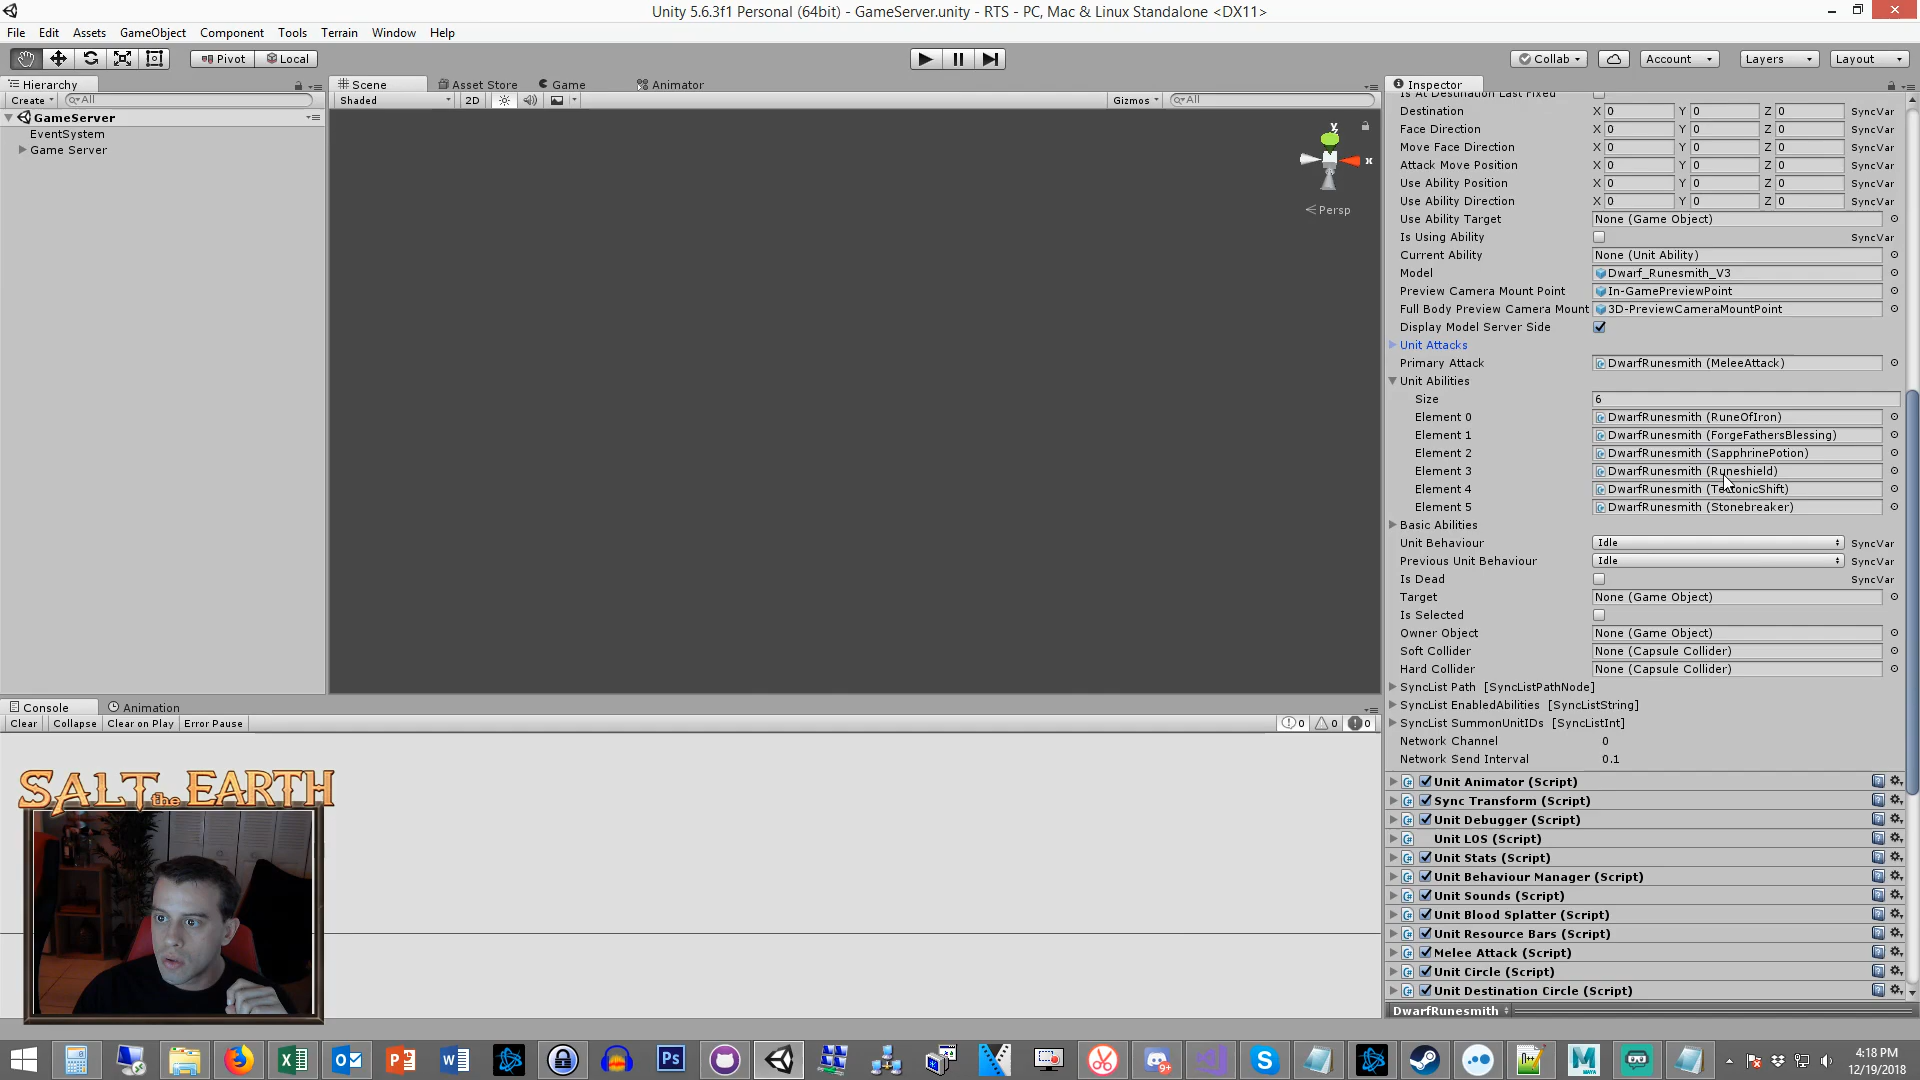 Unity 5.6.3f1 Personal (64bit) - GameServer.unity - RTS - PC, Mac & Linux Standalone <DX11>
File Edit Assets GameObject Component Tools Terrain Window Help
Pivot Local Collab Account Layers Layout
Hierarchy Scene Asset Store Game Animator Inspector
Create All Shaded 2D Gizmos All
GameServer
EventSystem
Game Server
y
x
Persp
Is At Destination Last Fixed
Destination X 0 Y 0 Z 0 SyncVar
Face Direction X 0 Y 0 Z 0 SyncVar
Move Face Direction X 0 Y 0 Z 0 SyncVar
Attack Move Position X 0 Y 0 Z 0 SyncVar
Use Ability Position X 0 Y 0 Z 0 SyncVar
Use Ability Direction X 0 Y 0 Z 0 SyncVar
Use Ability Target None (Game Object)
Is Using Ability SyncVar
Current Ability None (Unit Ability)
Model Dwarf_Runesmith_V3
Preview Camera Mount Point In-GamePreviewPoint
Full Body Preview Camera Mount 3D-PreviewCameraMountPoint
Display Model Server Side
Unit Attacks
Primary Attack DwarfRunesmith (MeleeAttack)
Unit Abilities
Size 6
Element 0 DwarfRunesmith (RuneOfIron)
Element 1 DwarfRunesmith (ForgeFathersBlessing)
Element 2 DwarfRunesmith (SapphrinePotion)
Element 3 DwarfRunesmith (Runeshield)
Element 4 DwarfRunesmith (TectonicShift)
Element 5 DwarfRunesmith (Stonebreaker)
Basic Abilities
Unit Behaviour Idle SyncVar
Previous Unit Behaviour Idle SyncVar
Is Dead SyncVar
Target None (Game Object)
Is Selected
Owner Object None (Game Object)
Soft Collider None (Capsule Collider)
Hard Collider None (Capsule Collider)
SyncList Path [SyncListPathNode]
SyncList EnabledAbilities [SyncListString]
SyncList SummonUnitIDs [SyncListInt]
Network Channel 0
Network Send Interval 0.1
Unit Animator (Script)
Sync Transform (Script)
Unit Debugger (Script)
Unit LOS (Script)
Unit Stats (Script)
Unit Behaviour Manager (Script)
Unit Sounds (Script)
Unit Blood Splatter (Script)
Unit Resource Bars (Script)
Melee Attack (Script)
Unit Circle (Script)
Unit Destination Circle (Script)
DwarfRunesmith
Console Animation
Clear Collapse Clear on Play Error Pause 0 0 0
SALT the EARTH
Ps
9+
4:18 PM
12/19/2018